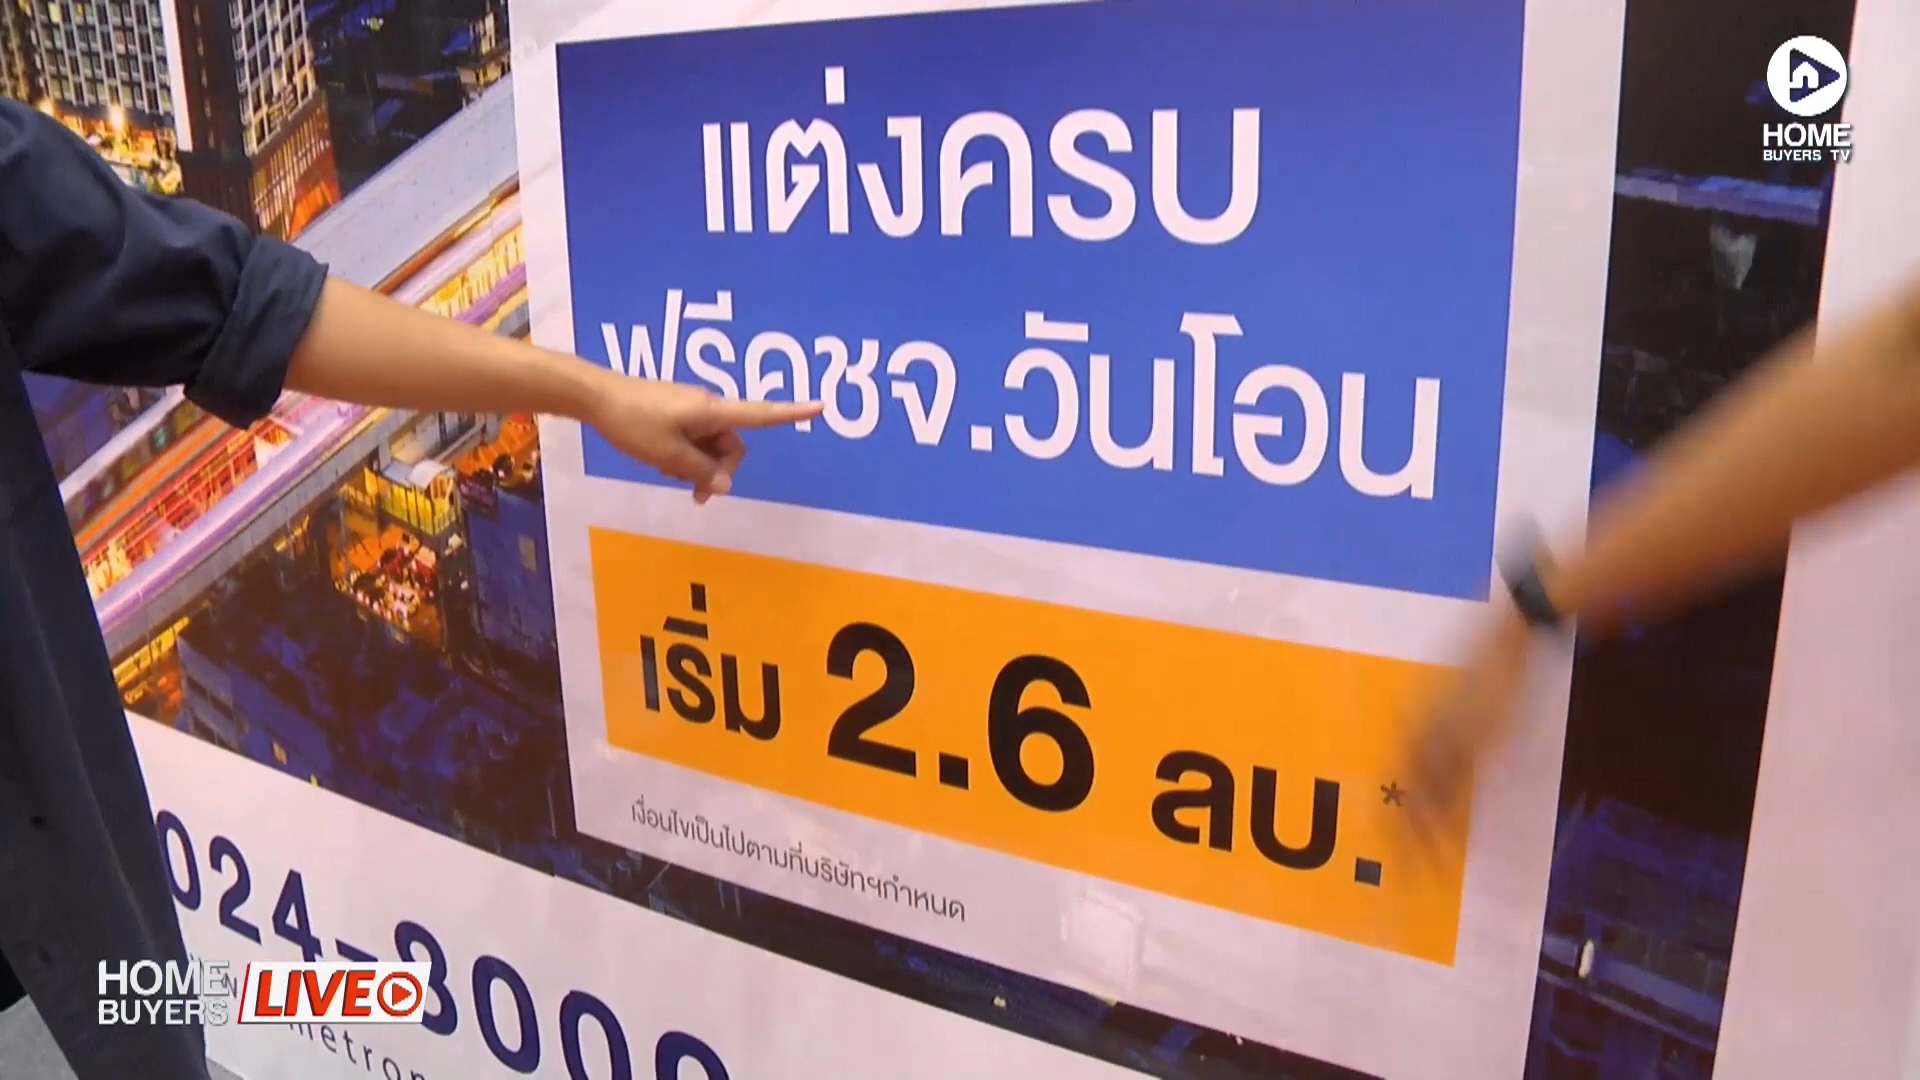 HOME
BUYERS TV
แต่งครบ
ฟรีคชจ.วันโอน
เริ่ม 2.6 ลบ.*
เงื่อนไขเป็นไปตามที่บริษัทฯกำหนด
024-3000
HOME
BUYERS
LIVE